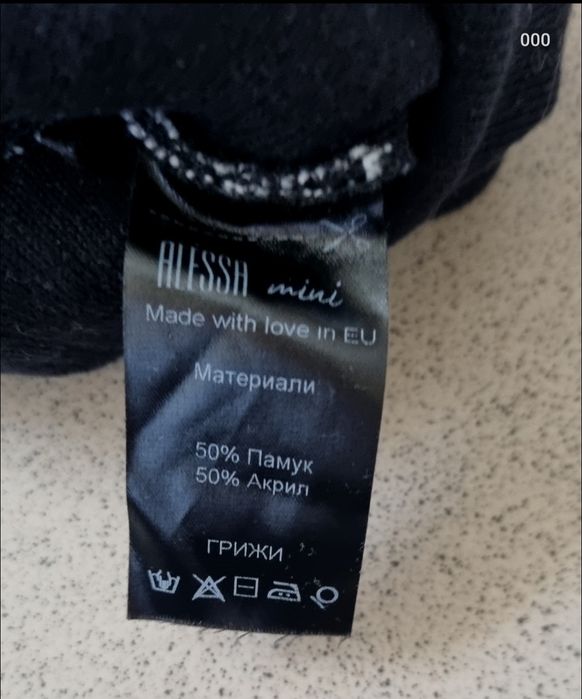 000
ALESSA mini
Made with love in EU
Материали
50% Памук
50% Акрил
ГРИЖИ